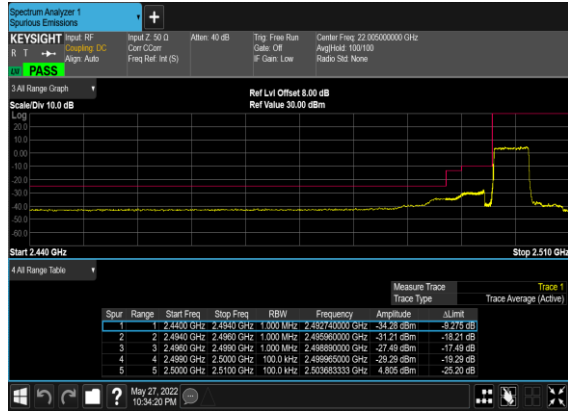 Spectrum Analyzer 1
Spurious Emissions
+
KEYSIGHT Input: RF Input Z: 50 Ω Atten: 40 dB Trig: Free Run Center Freq: 22.005000000 GHz
R T Coupling: DC Corr CCorr Gate: Off Avg|Hold: 100/100
Align: Auto Freq Ref: Int (S) IF Gain: Low Radio Std: None
PASS
3 All Range Graph
Ref Lvl Offset 8.00 dB
Scale/Div 10.0 dB Ref Value 30.00 dBm
Log
20.0
10.0
0.00
-10.0
-20.0
-30.0
-40.0
-50.0
-60.0
Start 2.440 GHz Stop 2.510 GHz
4 All Range Table
Measure Trace Trace 1
Trace Type Trace Average (Active)
Spur Range Start Freq Stop Freq RBW Frequency Amplitude ΔLimit
1 1 2.4400 GHz 2.4940 GHz 1.000 MHz 2.492740000 GHz -34.28 dBm -9.275 dB
2 2 2.4940 GHz 2.4960 GHz 1.000 MHz 2.495960000 GHz -31.21 dBm -18.21 dB
3 3 2.4960 GHz 2.4990 GHz 1.000 MHz 2.498890000 GHz -27.49 dBm -17.49 dB
4 4 2.4990 GHz 2.5000 GHz 100.0 kHz 2.499965000 GHz -29.29 dBm -19.29 dB
5 5 2.5000 GHz 2.5100 GHz 100.0 kHz 2.503683333 GHz 4.805 dBm -25.20 dB
?
May 27, 2022
10:34:20 PM